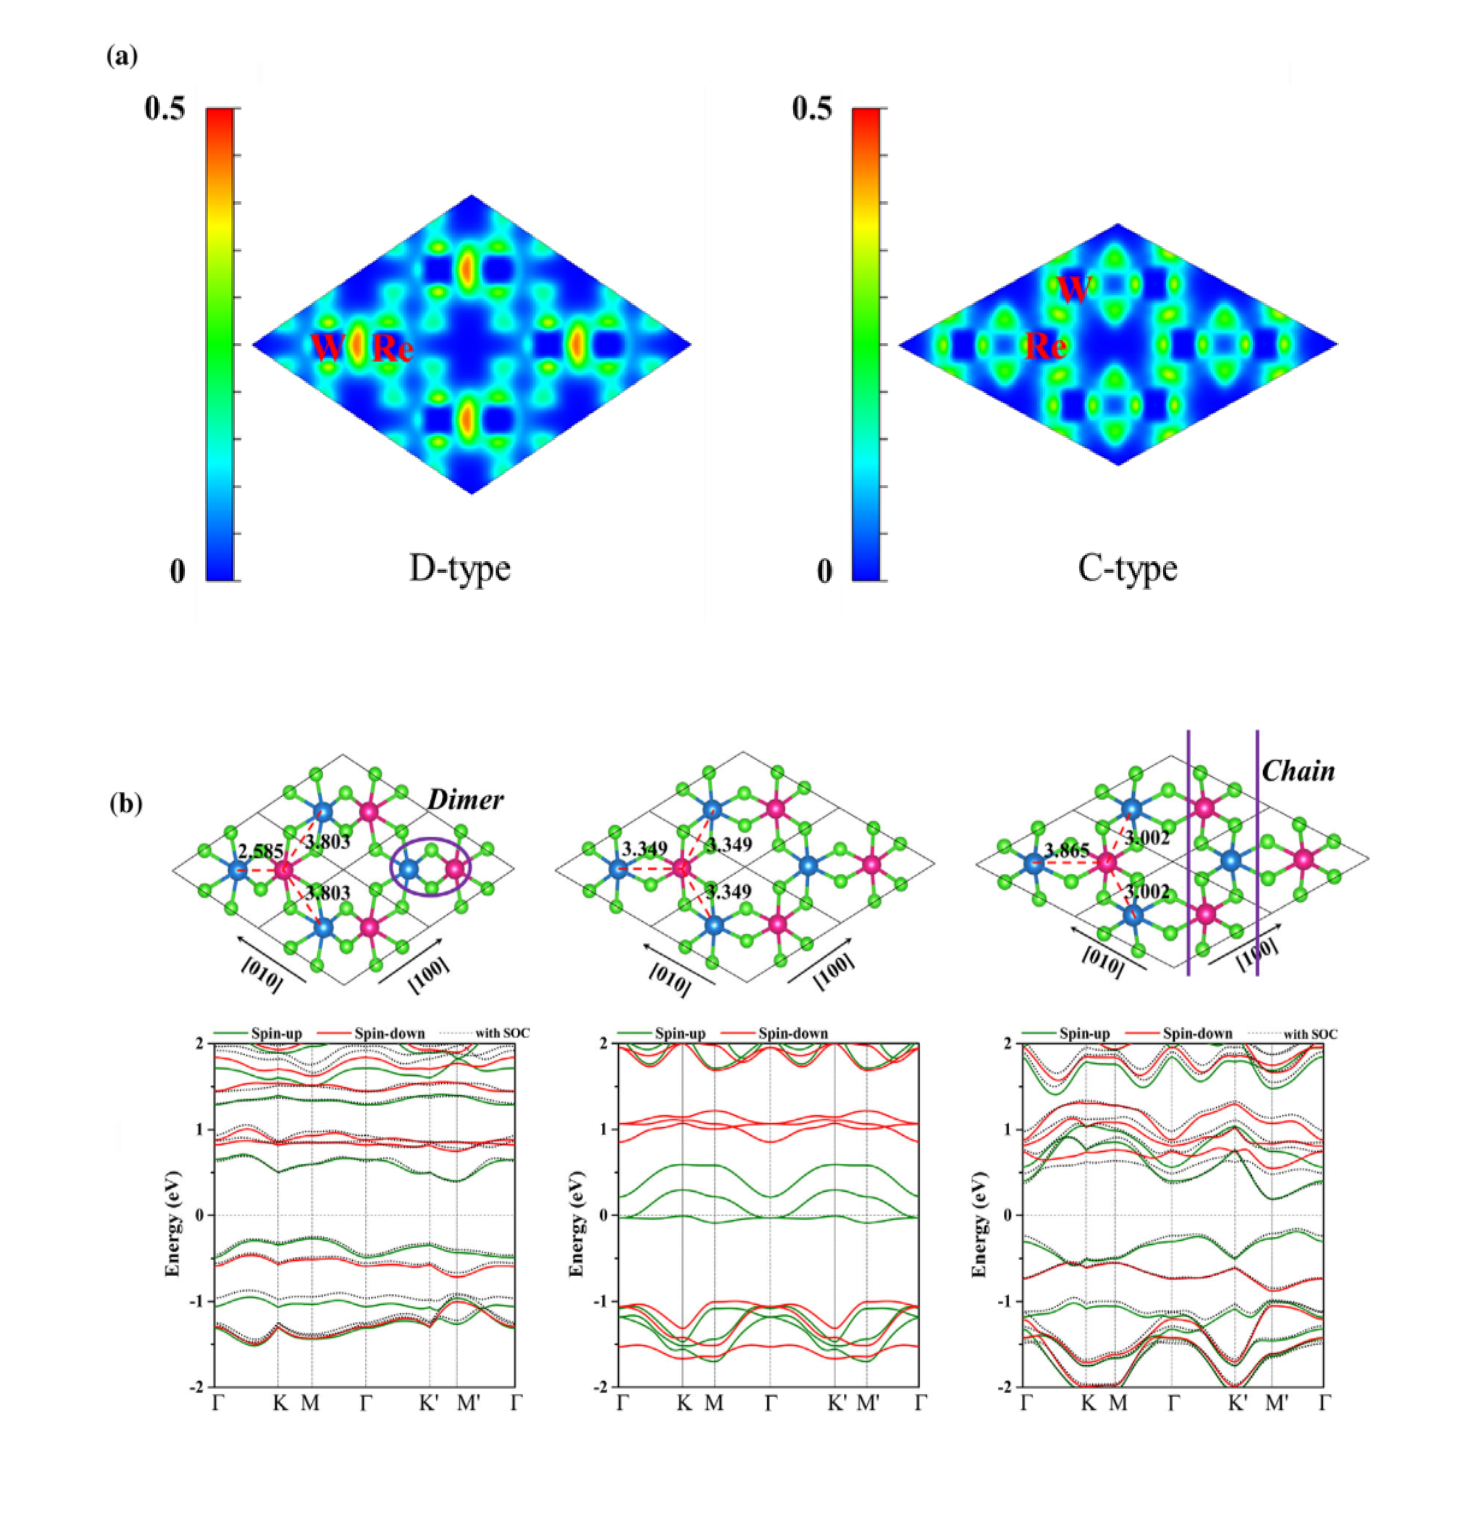 (a)
0.5
0
W
Re
D-type
0.5
0
W
Re
C-type
(b)
Dimer
2.585
3.803
3.803
[010]
[100]
3.349
3.349
3.349
[010]
[100]
Chain
3.865
3.002
3.002
[010]
[100]
Spin-up Spin-down with SOC
Energy (eV)
2
1
0
-1
-2
Γ K M Γ K' M' Γ
Spin-up Spin-down
Energy (eV)
2
1
0
-1
-2
Γ K M Γ K' M' Γ
Spin-up Spin-down with SOC
Energy (eV)
2
1
0
-1
-2
Γ K M Γ K' M' Γ